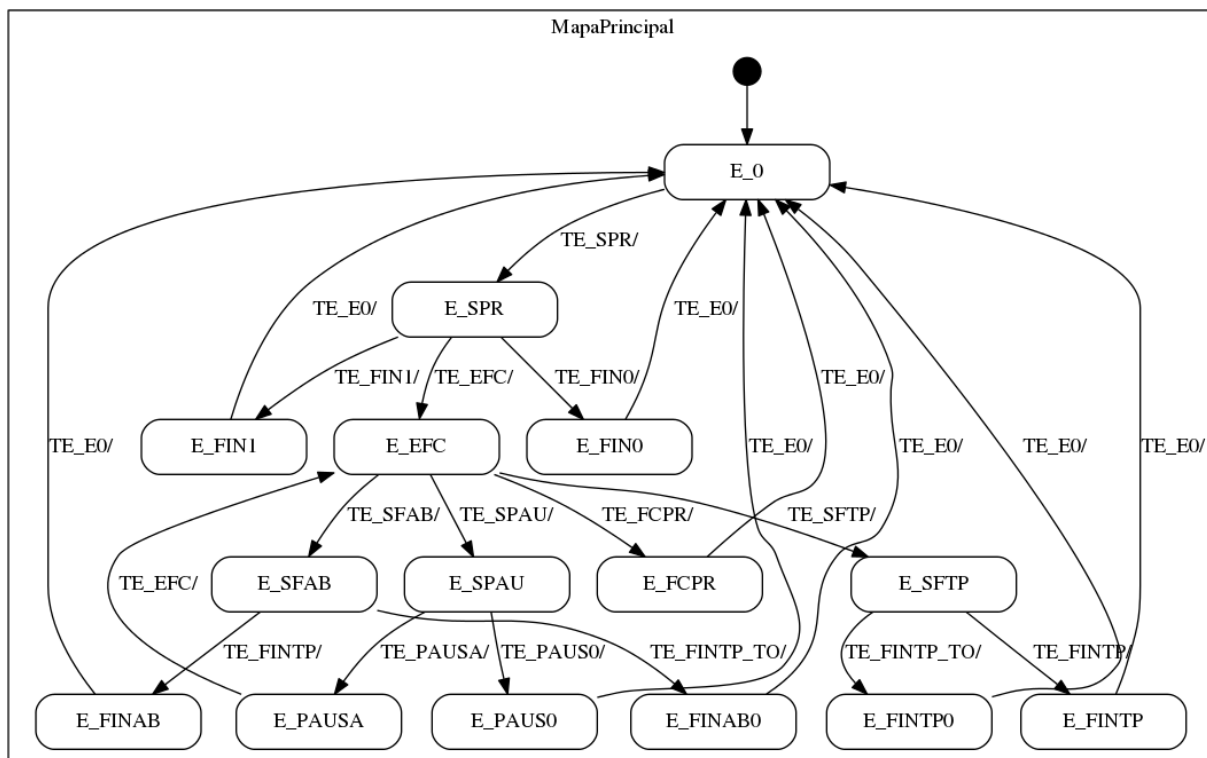 MapaPrincipal
E_0
TE_SPR/
E_SPR
TE_E0/
TE_E0/
TE_FIN1/
TE_EFC/
TE_FIN0/
TE_E0/
E_FIN1
E_EFC
E_FIN0
TE_E0/
TE_E0/
TE_E0/
TE_E0/
TE_E0/
TE_SFAB/
TE_SPAU/
TE_FCPR/
TE_SFTP/
TE_EFC/
E_SFAB
E_SPAU
E_FCPR
E_SFTP
TE_FINTP/
TE_PAUSA/
TE_PAUS0/
TE_FINTP_TO/
TE_FINTP_TO/
TE_FINTP/
E_FINAB
E_PAUSA
E_PAUS0
E_FINAB0
E_FINTP0
E_FINTP